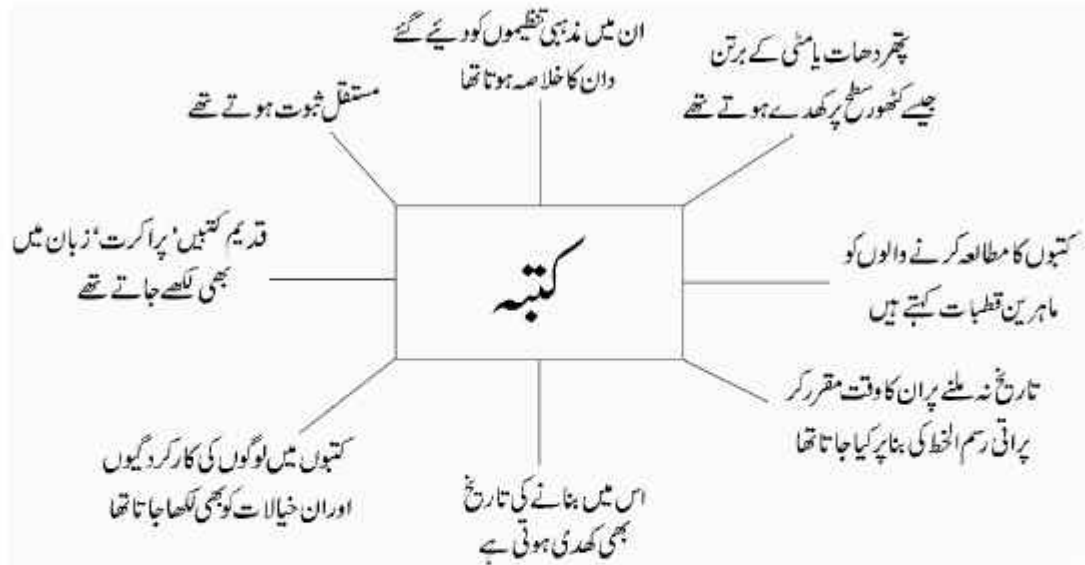 ان میں مذہبی تنظیموں کو دیئے گئے
دان کا خلاصہ ہوتا تھا
پتھر دھات یا مٹی کے برتن
جیسے کٹھور سطح پر کھدے ہوتے تھے
مستقل ثبوت ہوتے تھے
قدیم کتبیں 'پراکرت' زبان میں
بھی لکھے جاتے تھے
کتبہ
کتبوں کا مطالعہ کرنے والوں کو
ماہرین قطبات کہتے ہیں
تاریخ نہ ملنے پر ان کا وقت مقرر کر
پراتی رسم الخط کی بنا پر کیا جاتا تھا
کتبوں میں لوگوں کی کارکردگیوں
اور ان خیالات کو بھی لکھا جاتا تھا
اس میں بنانے کی تاریخ
بھی کھدی ہوتی ہے